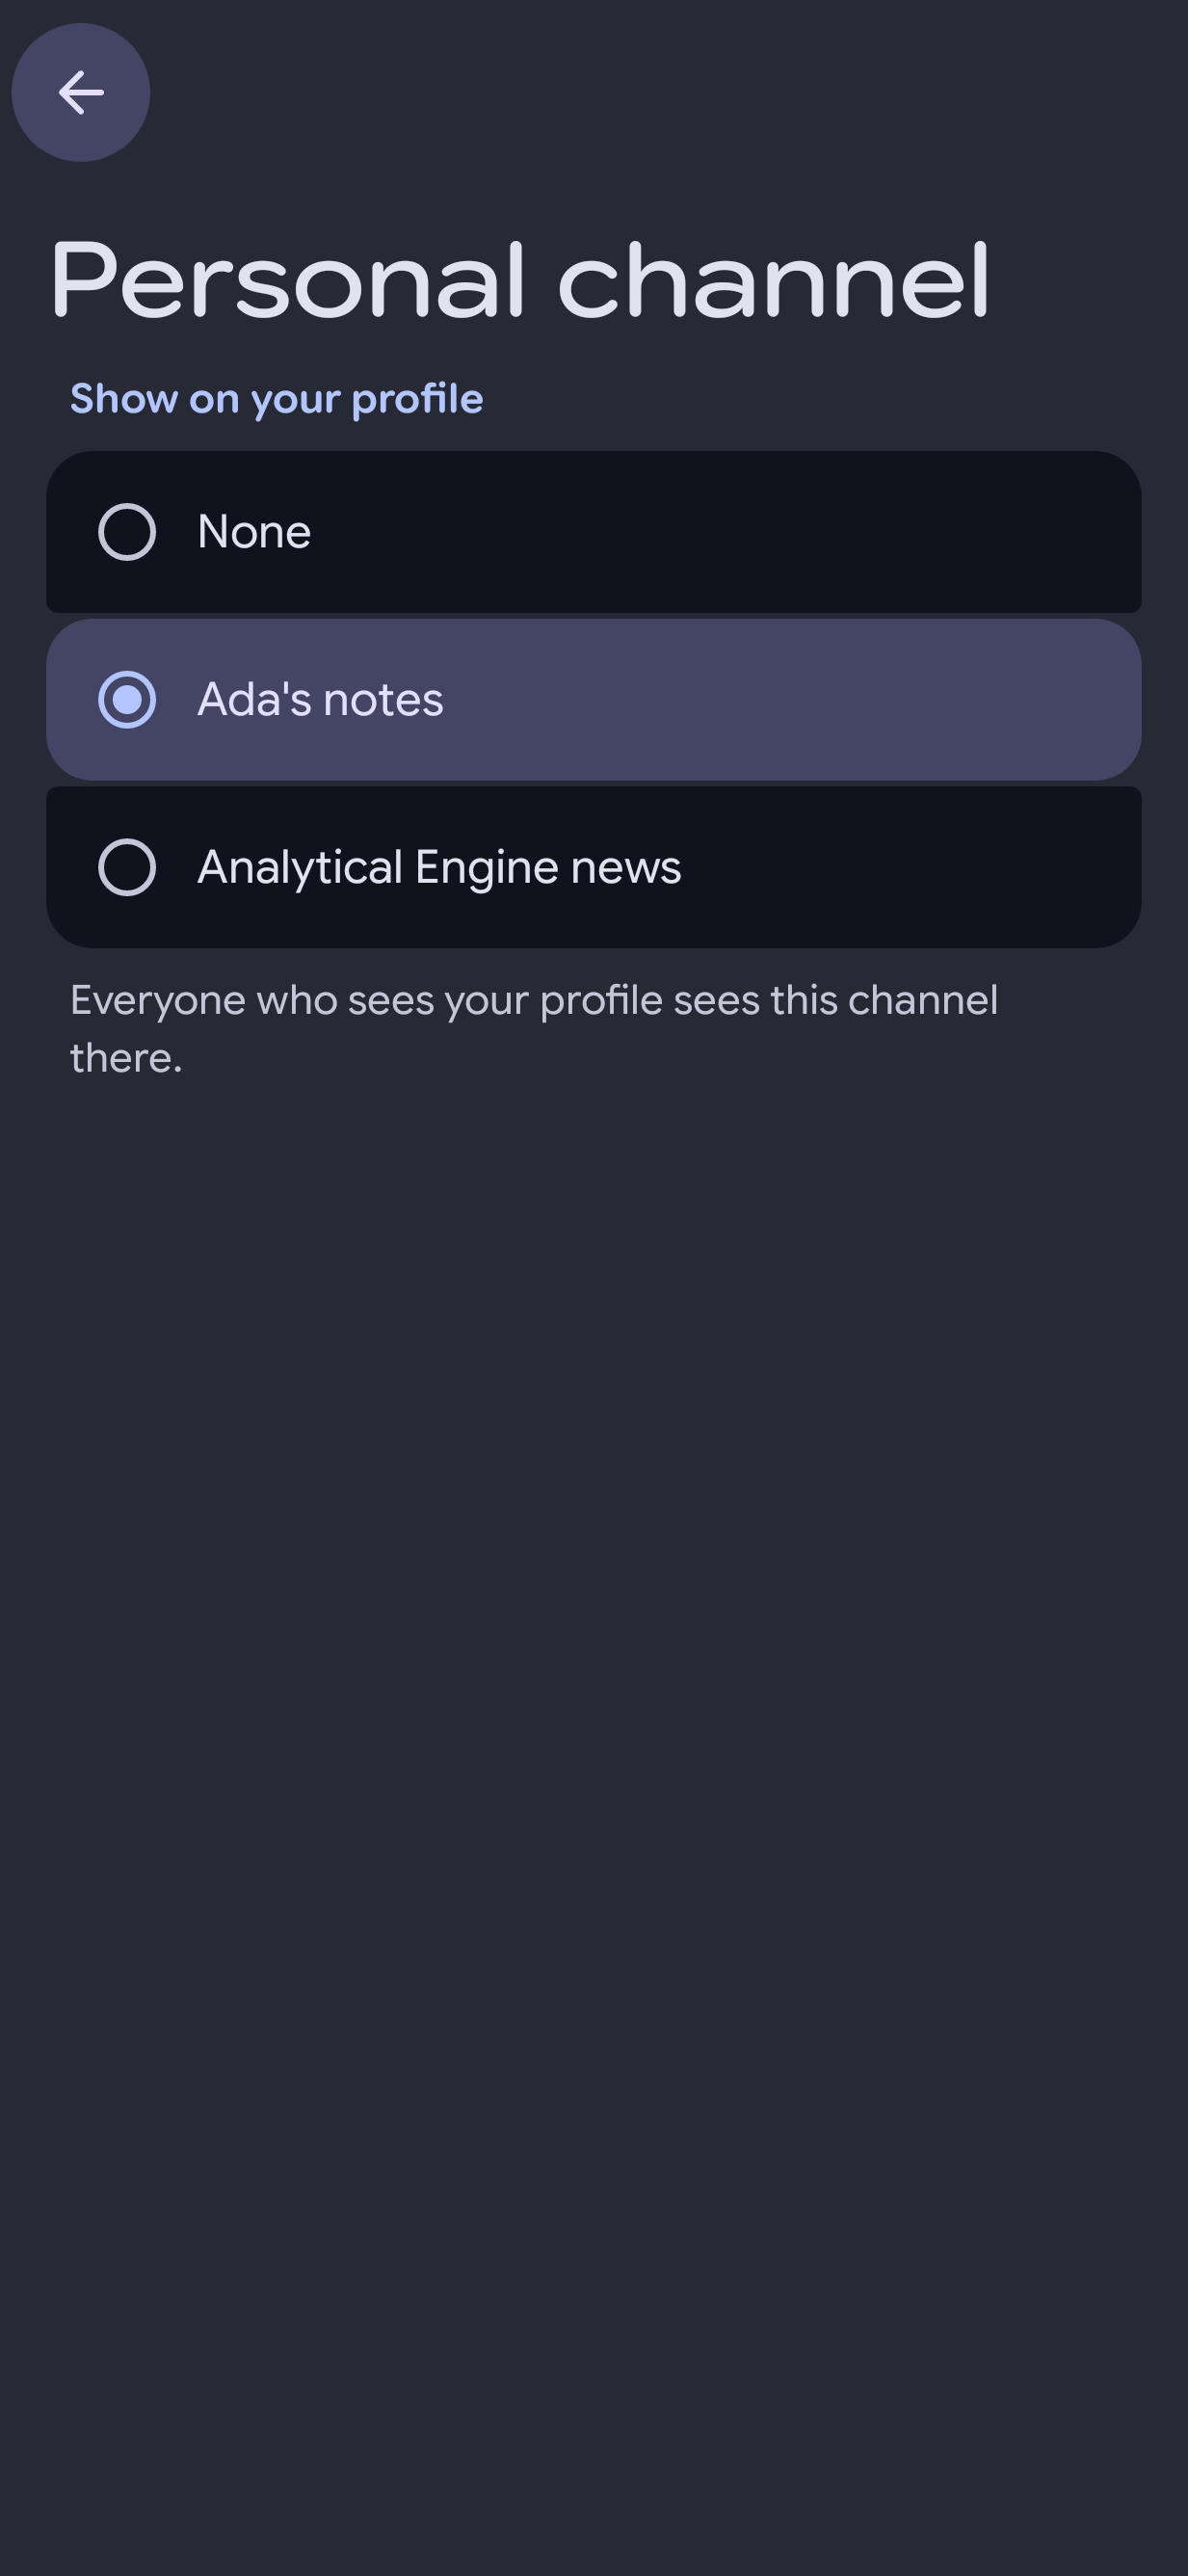 Personal channel
Show on your profile
None
Ada's notes
Analytical Engine news
Everyone who sees your profile sees this channel
there.